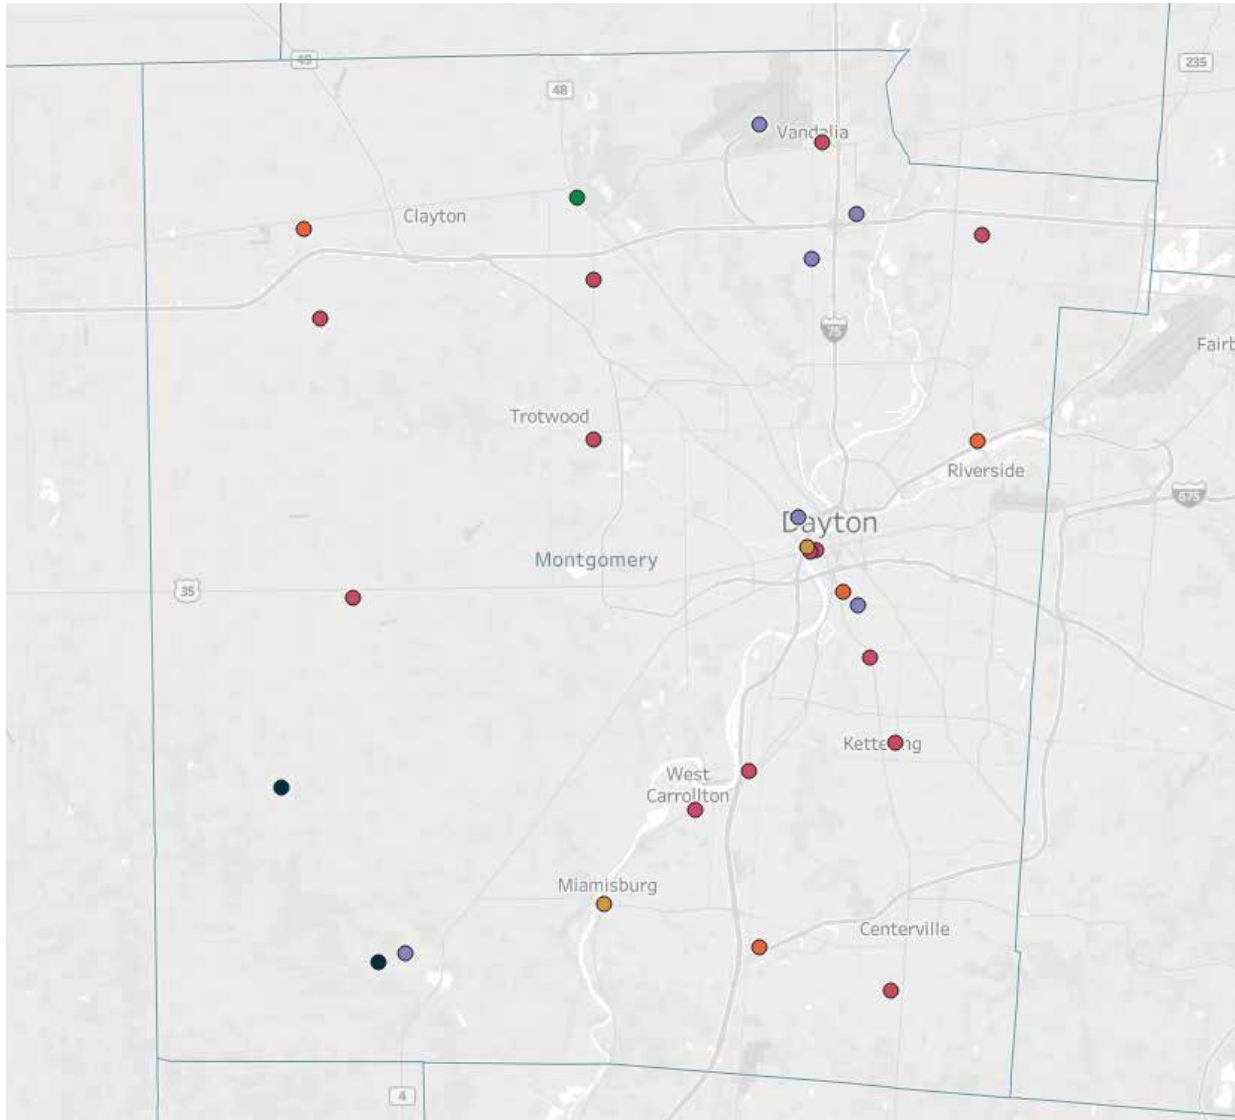 49
48
235
Vandalia
Clayton
75
Fairb
Trotwood
Riverside
675
Dayton
Montgomery
35
Kettering
West
Carrollton
Miamisburg
Centerville
4